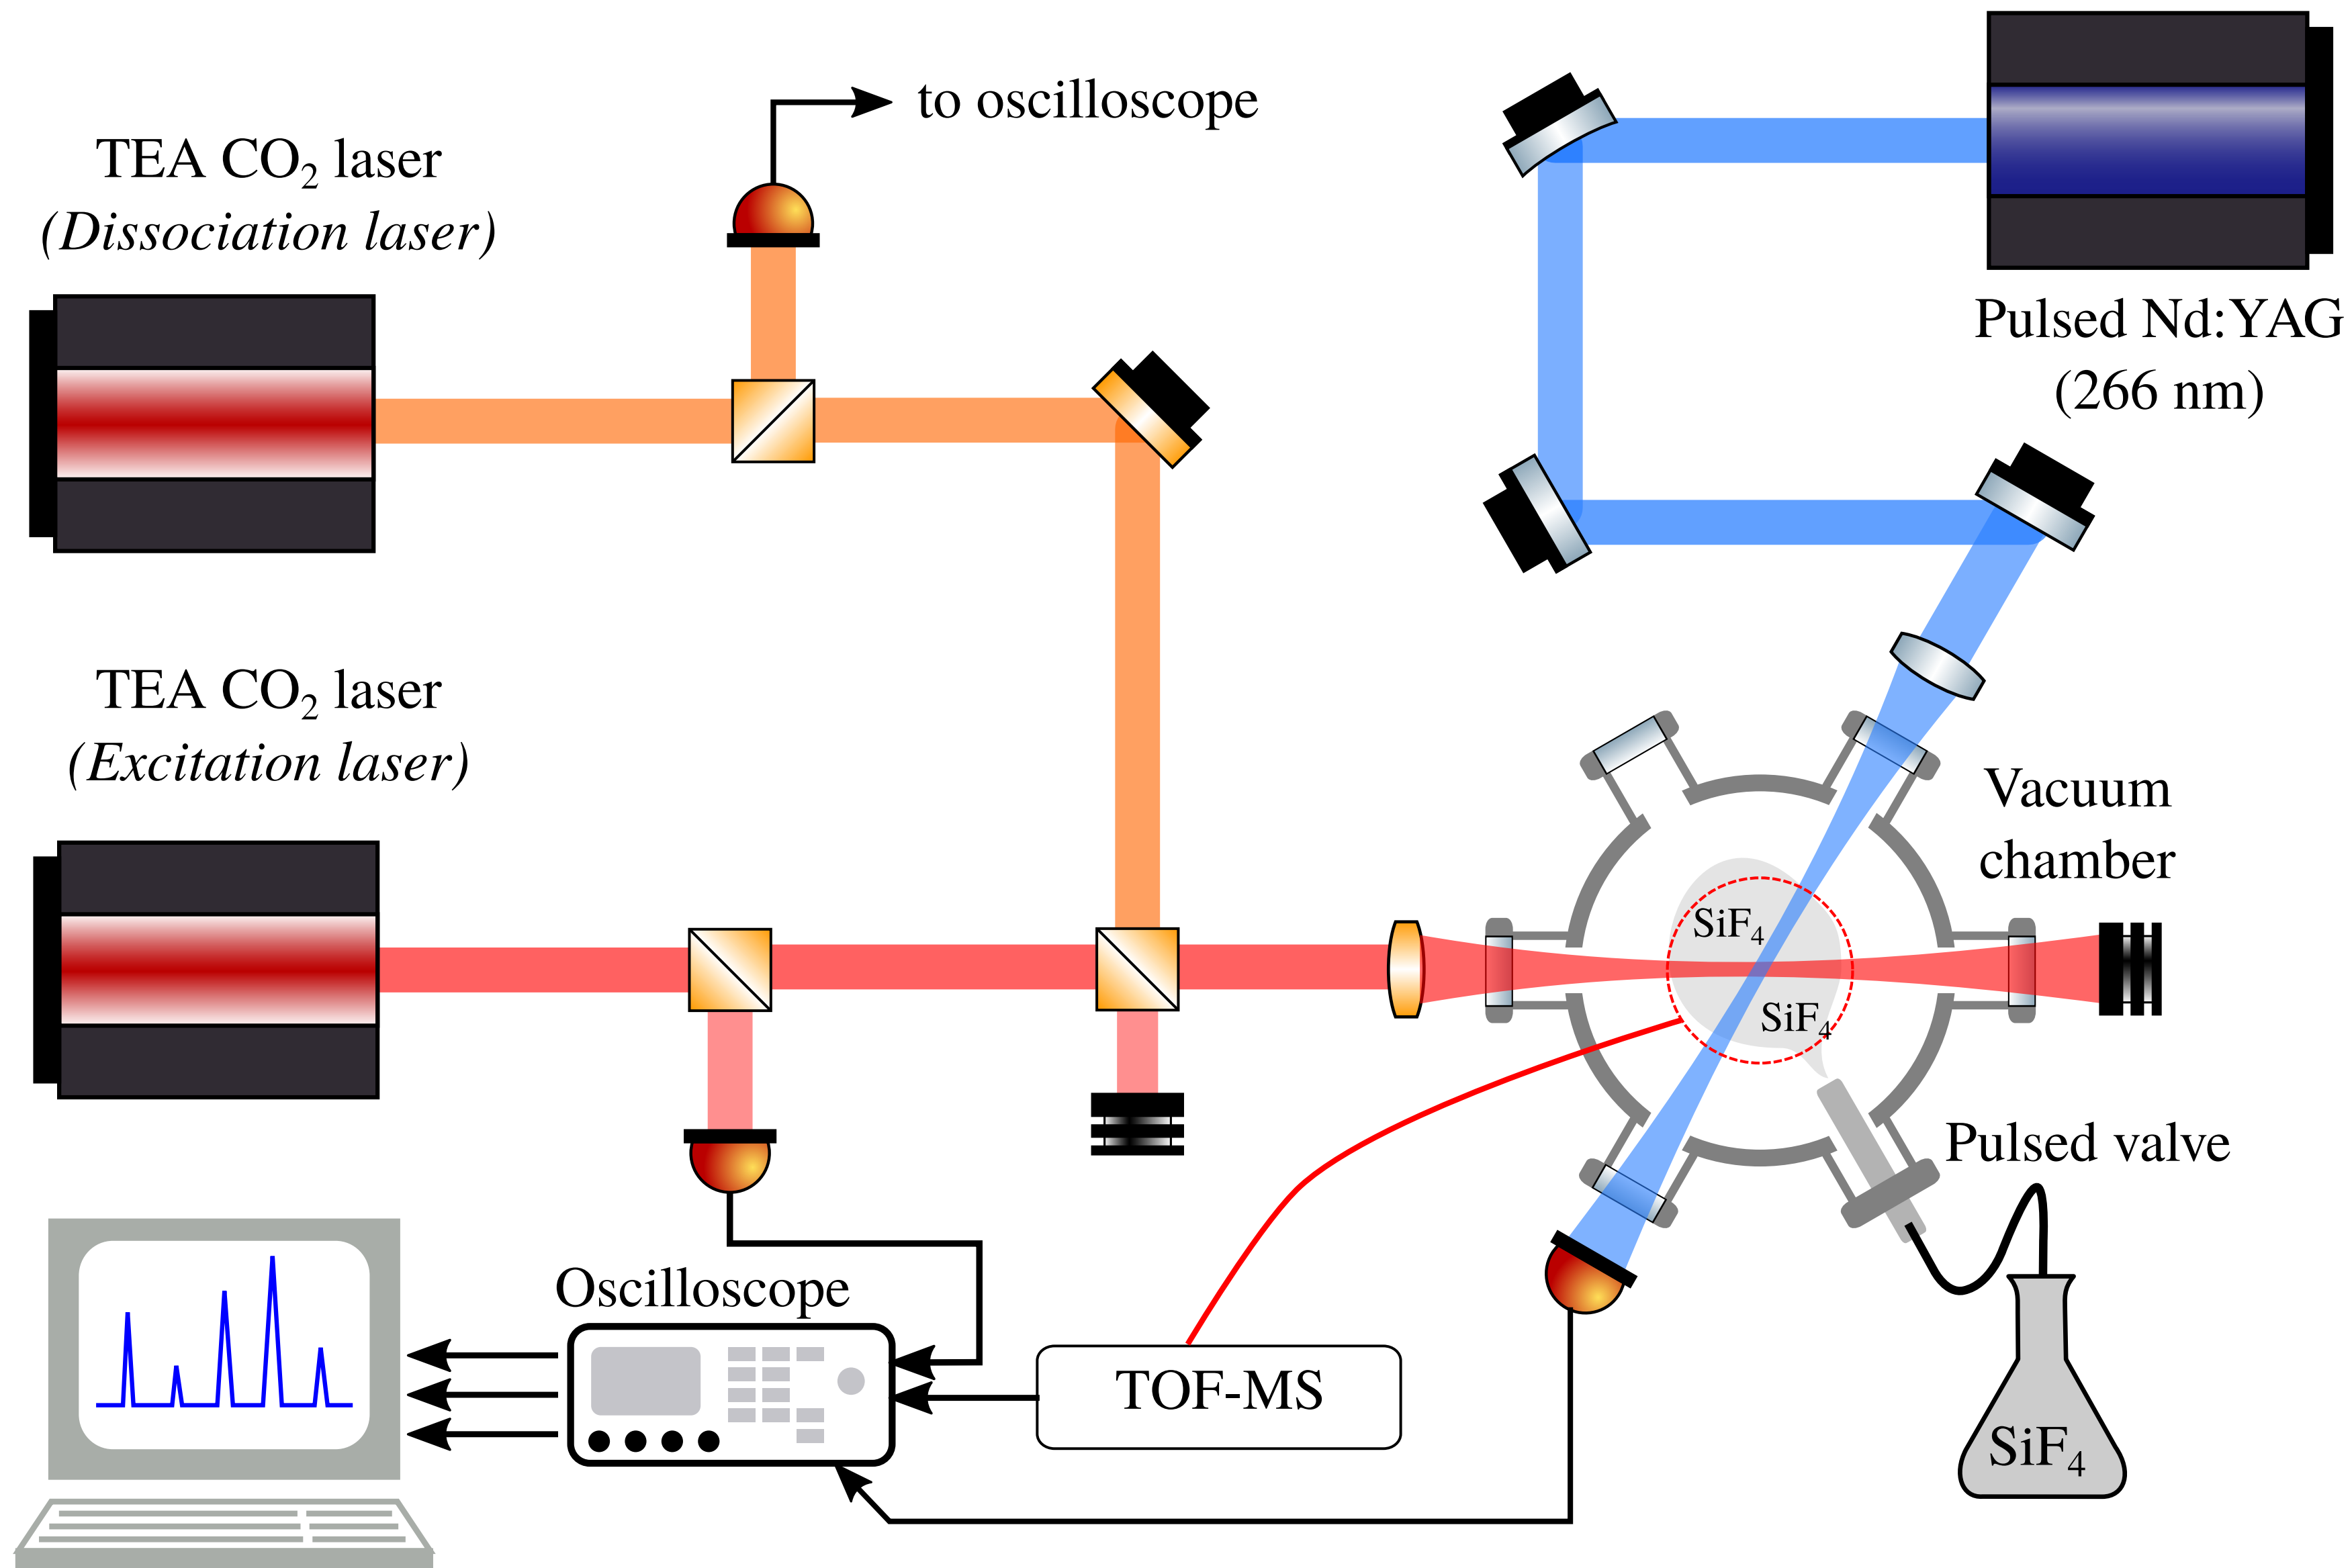 to oscilloscope
TEA CO₂ laser
(Dissociation laser)
Pulsed Nd:YAG
(266 nm)
TEA CO₂ laser
(Excitation laser)
Vacuum
chamber
SiF₄
SiF₄
Pulsed valve
Oscilloscope
TOF-MS
SiF₄